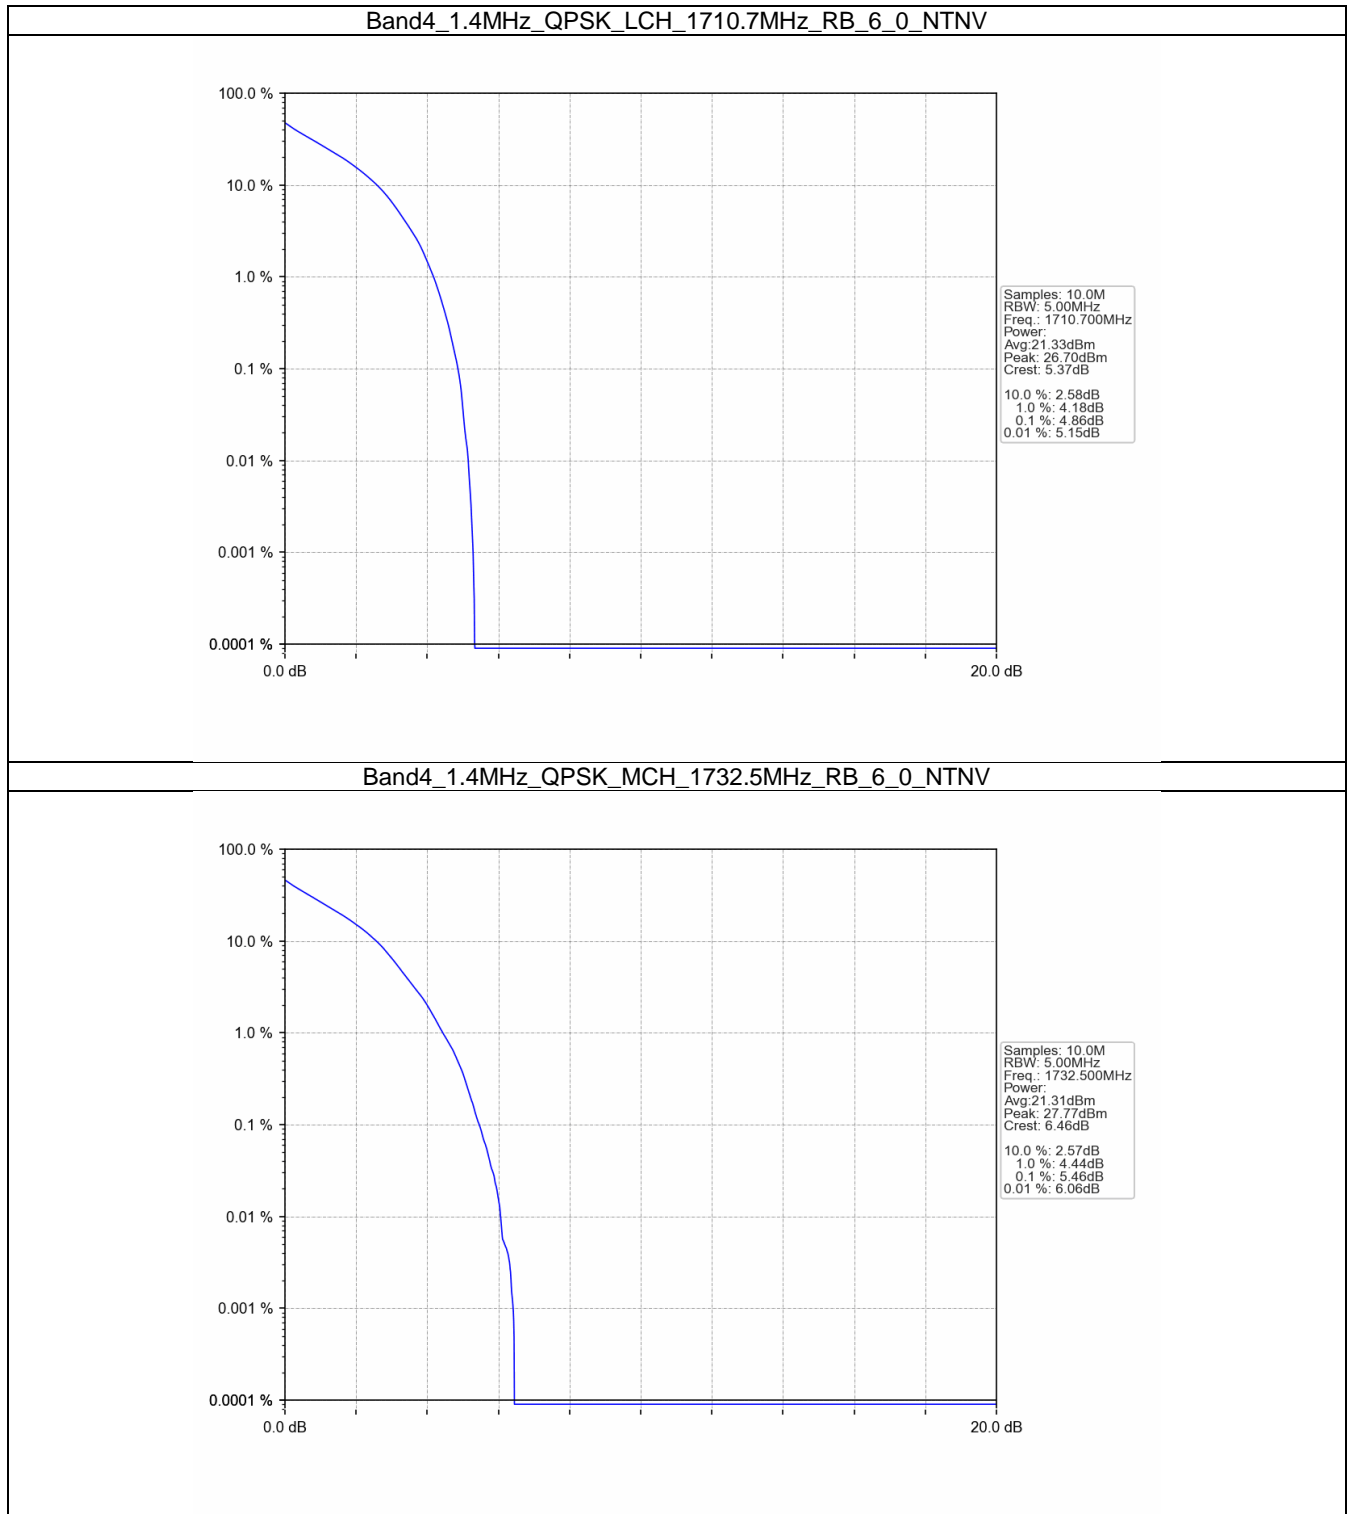 Band4_1.4MHz_QPSK_LCH_1710.7MHz_RB_6_0_NTNV
100.0 %
10.0 %
1.0 %
0.1 %
0.01 %
0.001 %
0.0001 %
0.0 dB
20.0 dB
Samples: 10.0M
RBW: 5.00MHz
Freq.: 1710.700MHz
Power:
Avg:21.33dBm
Peak: 26.70dBm
Crest: 5.37dB
10.0 %: 2.58dB
1.0 %: 4.18dB
0.1 %: 4.86dB
0.01 %: 5.15dB
Band4_1.4MHz_QPSK_MCH_1732.5MHz_RB_6_0_NTNV
100.0 %
10.0 %
1.0 %
0.1 %
0.01 %
0.001 %
0.0001 %
0.0 dB
20.0 dB
Samples: 10.0M
RBW: 5.00MHz
Freq.: 1732.500MHz
Power:
Avg:21.31dBm
Peak: 27.77dBm
Crest: 6.46dB
10.0 %: 2.57dB
1.0 %: 4.44dB
0.1 %: 5.46dB
0.01 %: 6.06dB